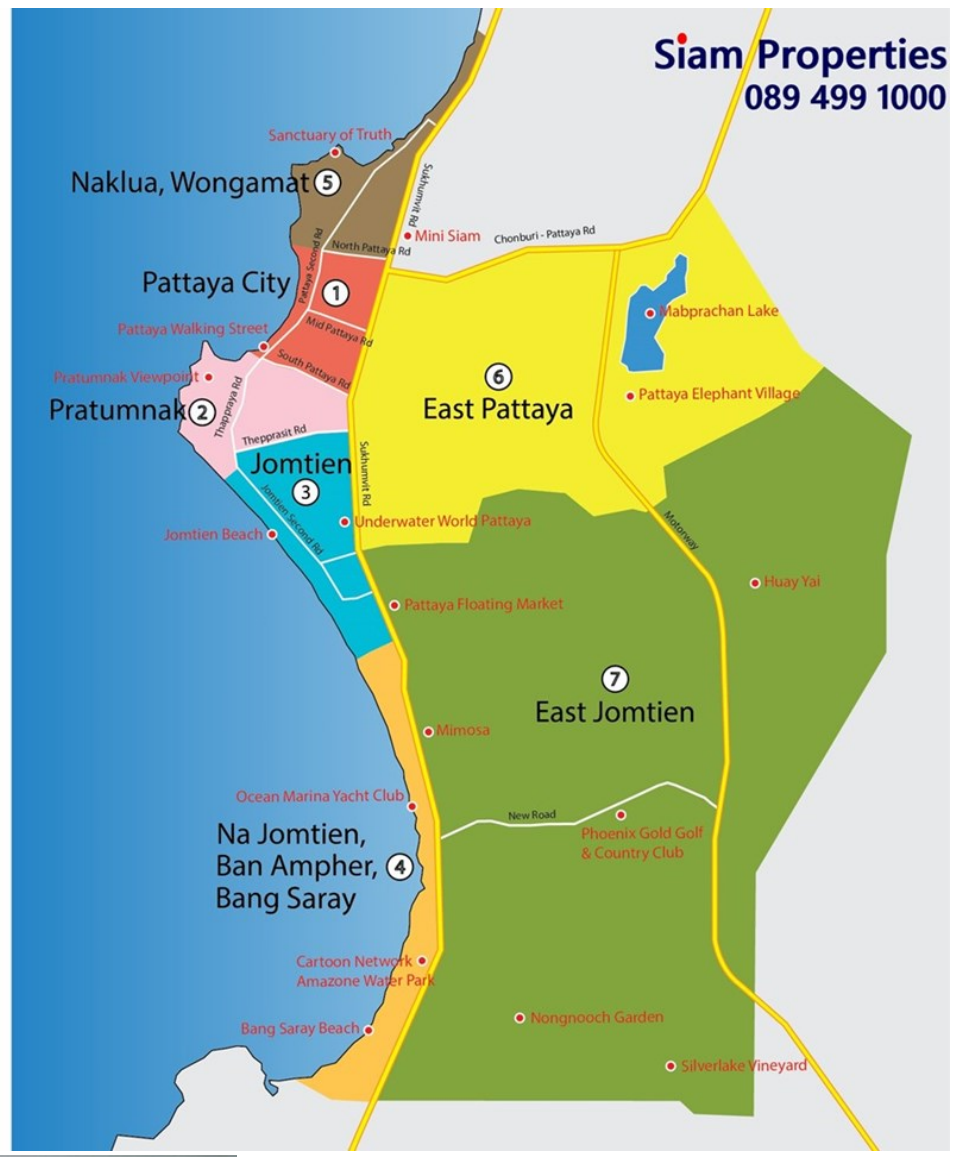 Siam Properties
089 499 1000
Sanctuary of Truth
Naklua, Wongamat 5
Sukhumvit Rd
Mini Siam
Chonburi - Pattaya Rd
North Pattaya Rd
Pattaya Second Rd
Pattaya City
1
Mabprachan Lake
Mid Pattaya Rd
Pattaya Walking Street
South Pattaya Rd
Pratumnak Viewpoint
6
East Pattaya
Pattaya Elephant Village
Pratumnak 2
Thappraya Rd
Thepprasit Rd
Jomtien
3
Sukhumvit Rd
Jomtien Second Rd
Underwater World Pattaya
Jomtien Beach
Motorway
Huay Yai
Pattaya Floating Market
7
East Jomtien
Mimosa
Ocean Marina Yacht Club
New Road
Phoenix Gold Golf
& Country Club
Na Jomtien,
Ban Ampher,
4
Bang Saray
Cartoon Network
Amazone Water Park
Nongnooch Garden
Bang Saray Beach
Silverlake Vineyard